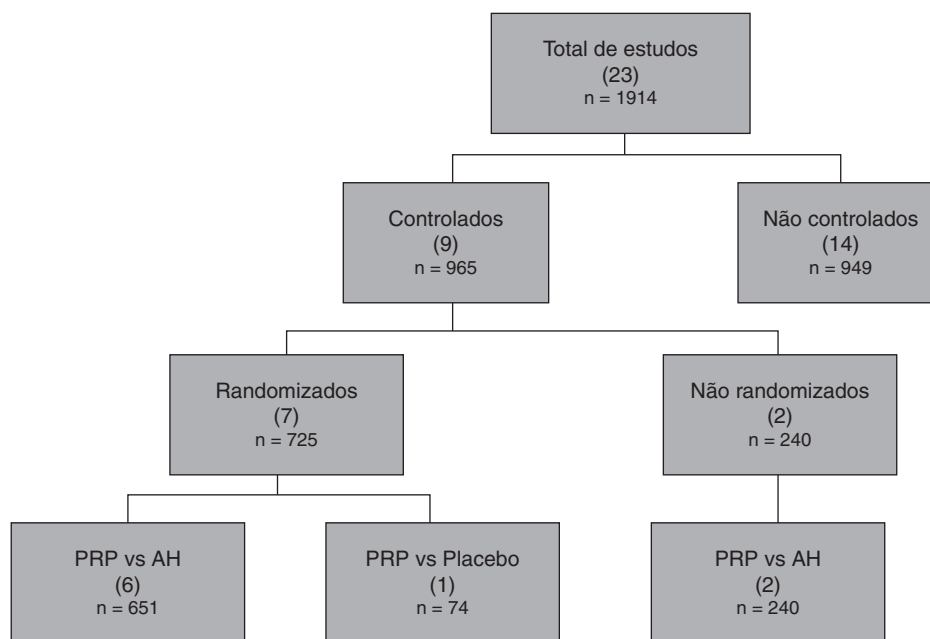 Total de estudos
(23)
n = 1914
Controlados
(9)
n = 965
Não controlados
(14)
n = 949
Randomizados
(7)
n = 725
Não randomizados
(2)
n = 240
PRP vs AH
(6)
n = 651
PRP vs Placebo
(1)
n = 74
PRP vs AH
(2)
n = 240